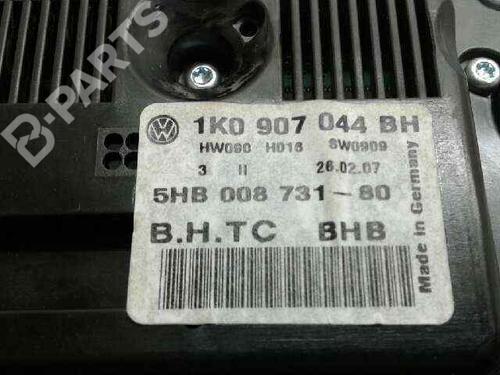 B-PARTS
1K0 907 044 BH
HW090 H016 SW0909
3 II 26.02.07
5HB 008 731-80
B.H.TC BHB
Made in Germany